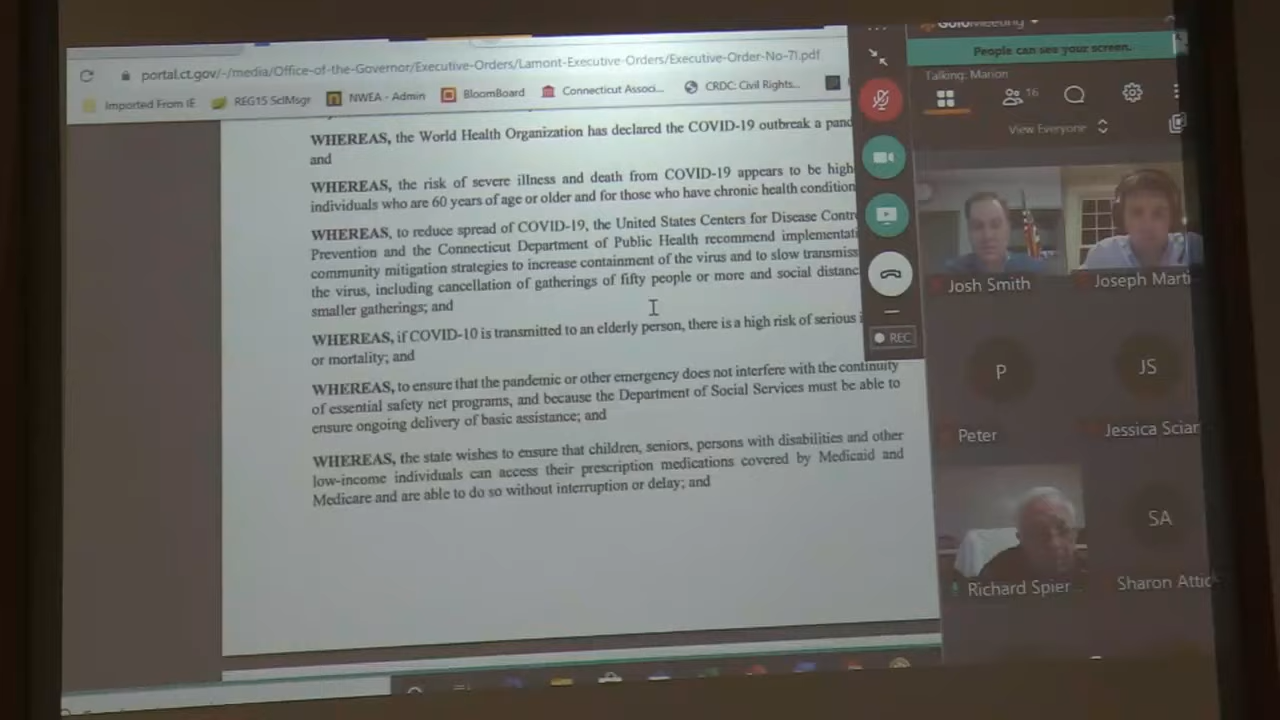 GoToMeeting
People can see your screen.
portal.ct.gov/-/media/Office-of-the-Governor/Executive-Orders/Lamont-Executive-Orders/Executive-Order-No-7I.pdf
Talking: Marion
Imported From IE
REG15 SclMsgr
NWEA - Admin
BloomBoard
Connecticut Associ...
CRDC: Civil Rights...
16
View Everyone
REC
WHEREAS, the World Health Organization has declared the COVID-19 outbreak a pand
and
WHEREAS, the risk of severe illness and death from COVID-19 appears to be high
individuals who are 60 years of age or older and for those who have chronic health condition
WHEREAS, to reduce spread of COVID-19, the United States Centers for Disease Contr
Prevention and the Connecticut Department of Public Health recommend implementati
community mitigation strategies to increase containment of the virus and to slow transmiss
the virus, including cancellation of gatherings of fifty people or more and social distanc
smaller gatherings; and
WHEREAS, if COVID-10 is transmitted to an elderly person, there is a high risk of serious i
or mortality; and
WHEREAS, to ensure that the pandemic or other emergency does not interfere with the continuity
of essential safety net programs, and because the Department of Social Services must be able to
ensure ongoing delivery of basic assistance; and
WHEREAS, the state wishes to ensure that children, seniors, persons with disabilities and other
low-income individuals can access their prescription medications covered by Medicaid and
Medicare and are able to do so without interruption or delay; and
Josh Smith
Joseph Marti
P
JS
Peter
Jessica Sciar
SA
Richard Spier
Sharon Attic